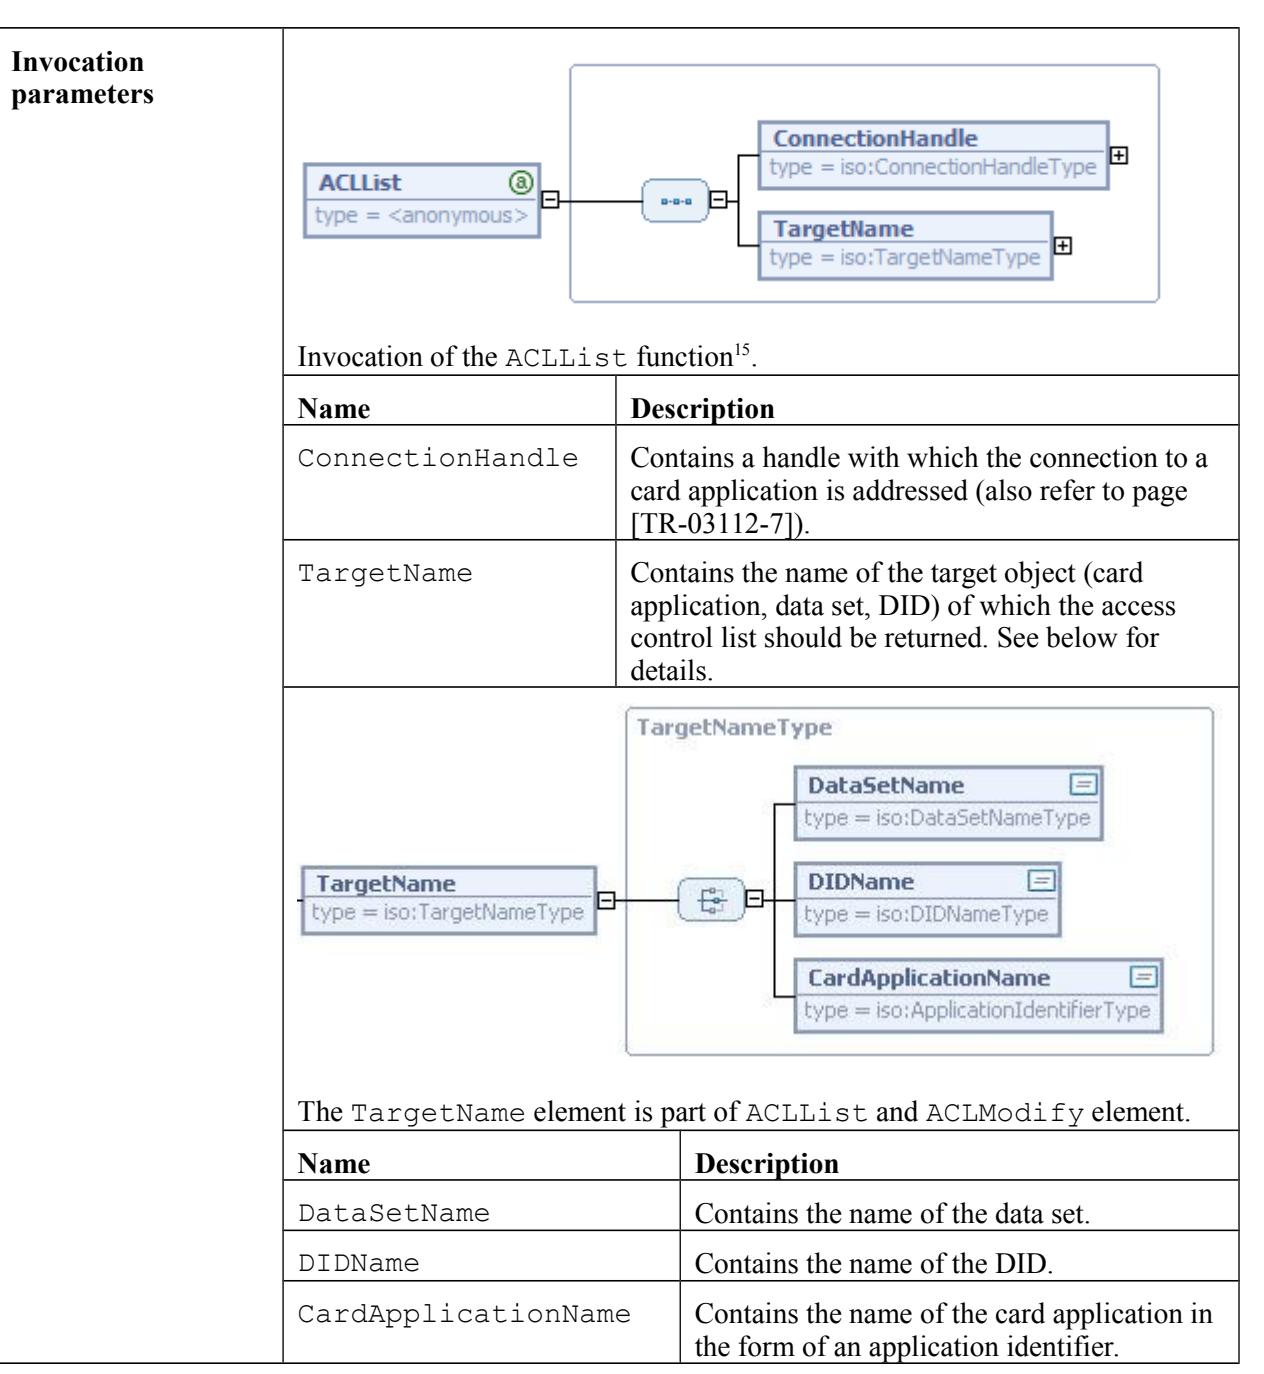 Invocation
parameters
ACLList
type = <anonymous>
ConnectionHandle
type = iso:ConnectionHandleType
TargetName
type = iso:TargetNameType
Invocation of the ACLList function15.
Name Description
ConnectionHandle Contains a handle with which the connection to a
card application is addressed (also refer to page
[TR-03112-7]).
TargetName Contains the name of the target object (card
application, data set, DID) of which the access
control list should be returned. See below for
details.
TargetNameType
DataSetName
type = iso:DataSetNameType
TargetName
type = iso:TargetNameType
DIDName
type = iso:DIDNameType
CardApplicationName
type = iso:ApplicationIdentifierType
The TargetName element is part of ACLList and ACLModify element.
Name Description
DataSetName Contains the name of the data set.
DIDName Contains the name of the DID.
CardApplicationName Contains the name of the card application in
the form of an application identifier.